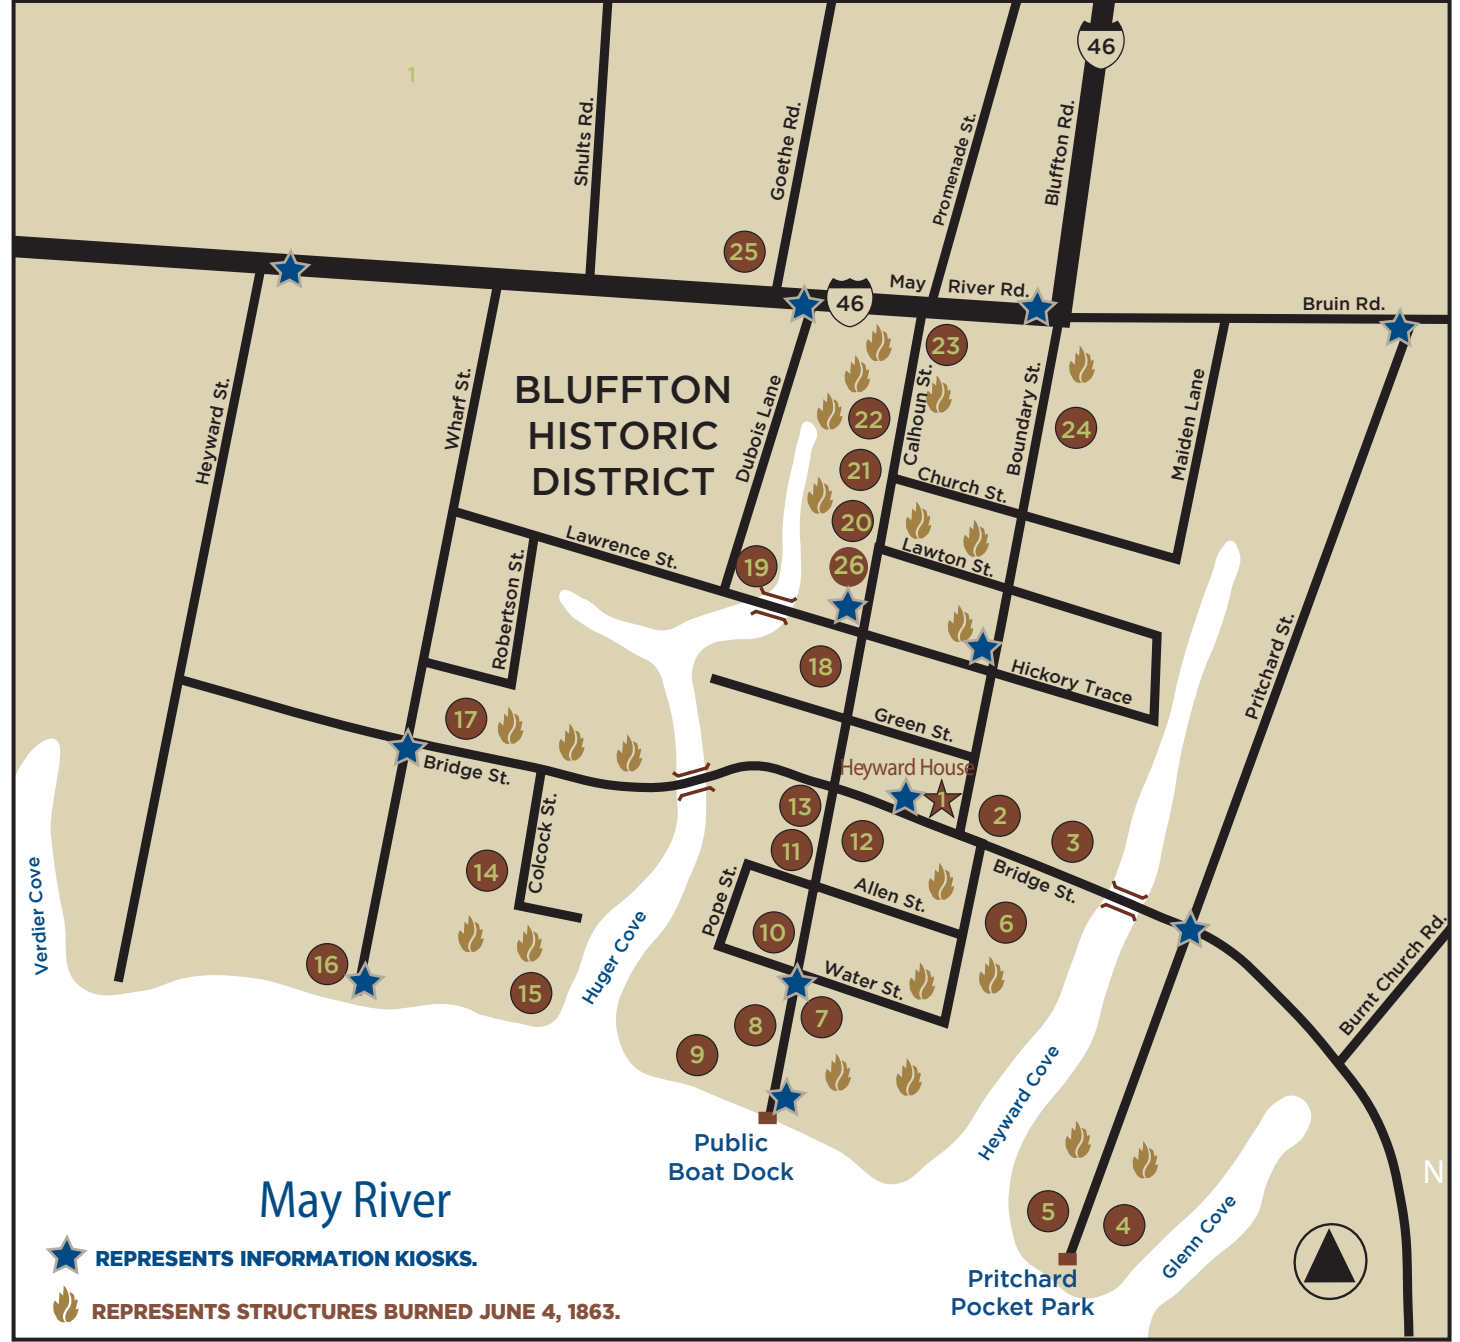 46
1
Shults Rd.
Goethe Rd.
Promenade St.
Bluffton Rd.
25
May
River Rd.
46
Bruin Rd.
23
Heyward St.
Wharf St.
BLUFFTON
HISTORIC
DISTRICT
Dubois Lane
22
Calhoun St.
Boundary St.
24
Maiden Lane
21
Church St.
20
Lawrence St.
19
26
Lawton St.
Robertson St.
18
Hickory Trace
Pritchard St.
17
Green St.
Bridge St.
Heyward House
1
13
2
12
3
11
Colcock St.
14
Pope St.
Allen St.
Bridge St.
Verdier Cove
10
6
Huger Cove
16
15
Water St.
Burnt Church Rd.
8
7
9
Heyward Cove
Public
Boat Dock
N
May River
5
4
Glenn Cove
REPRESENTS INFORMATION KIOSKS.
Pritchard
Pocket Park
REPRESENTS STRUCTURES BURNED JUNE 4, 1863.